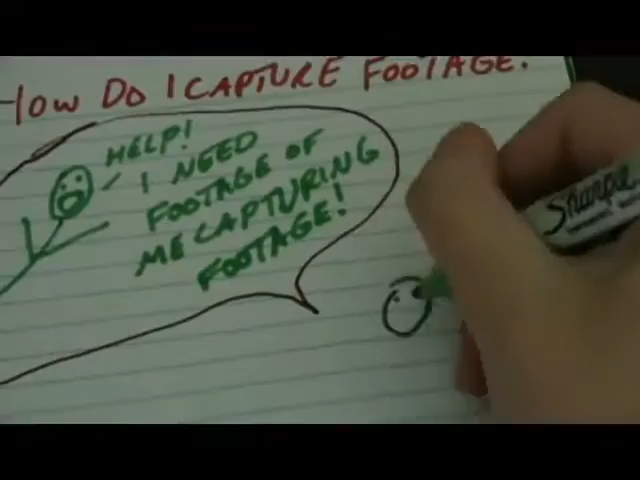 HOW DO I CAPTURE FOOTAGE?
HELP!
I NEED
FOOTAGE OF
ME CAPTURING
FOOTAGE!
Sharpie